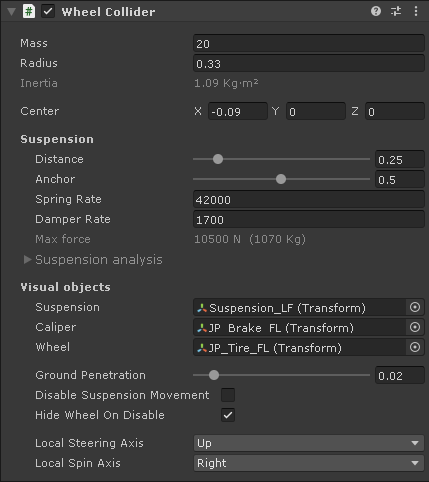 Wheel Collider
Mass 20
Radius 0.33
Inertia 1.09 Kg·m²
Center X -0.09 Y 0 Z 0
Suspension
Distance 0.25
Anchor 0.5
Spring Rate 42000
Damper Rate 1700
Max force 10500 N (1070 Kg)
Suspension analysis
Visual objects
Suspension Suspension_LF (Transform)
Caliper JP_Brake_FL (Transform)
Wheel JP_Tire_FL (Transform)
Ground Penetration 0.02
Disable Suspension Movement
Hide Wheel On Disable
Local Steering Axis Up
Local Spin Axis Right